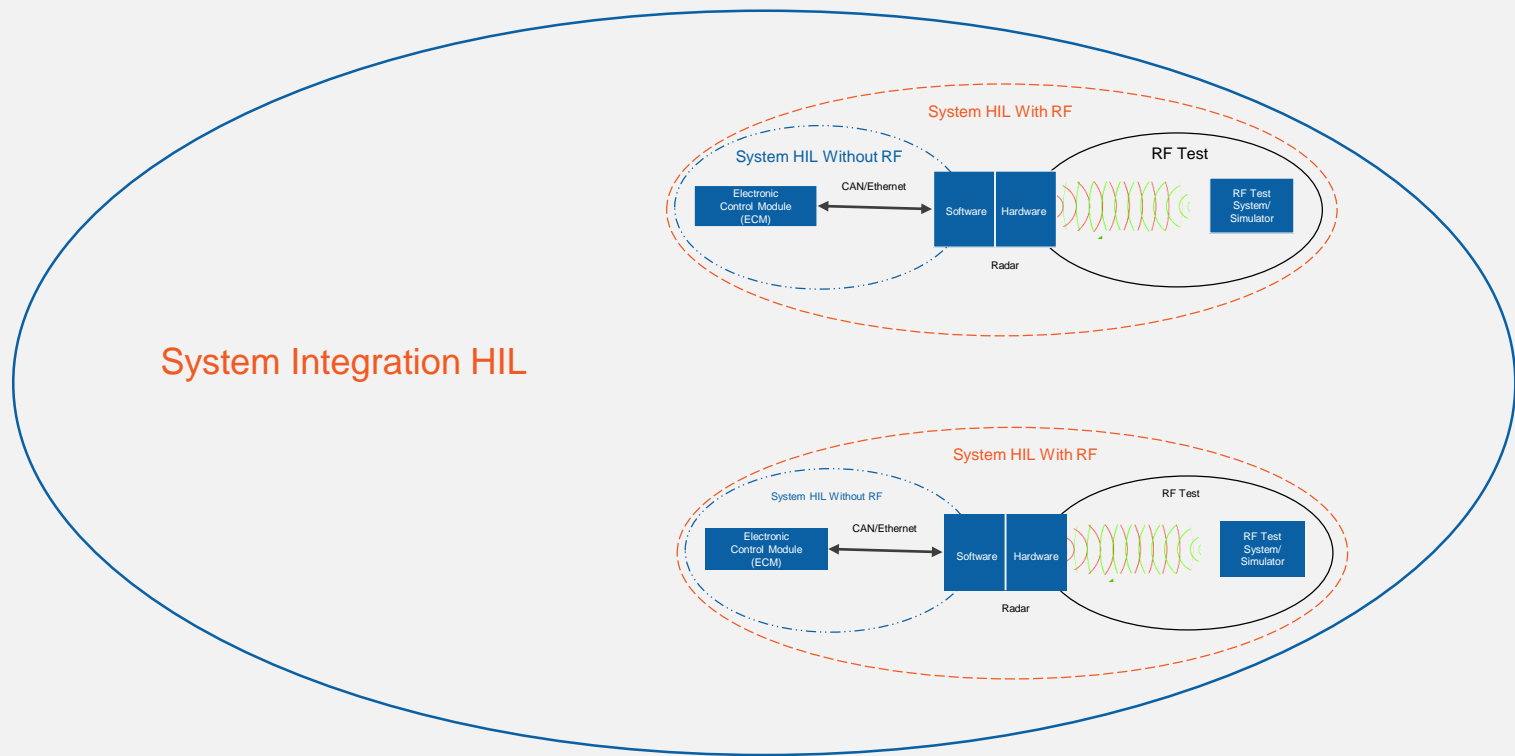 System HIL With RF
System HIL Without RF
RF Test
CAN/Ethernet
Electronic
Control Module
(ECM)
Software
Hardware
RF Test
System/
Simulator
Radar
System Integration HIL
System HIL With RF
System HIL Without RF
RF Test
CAN/Ethernet
Electronic
Control Module
(ECM)
Software
Hardware
RF Test
System/
Simulator
Radar